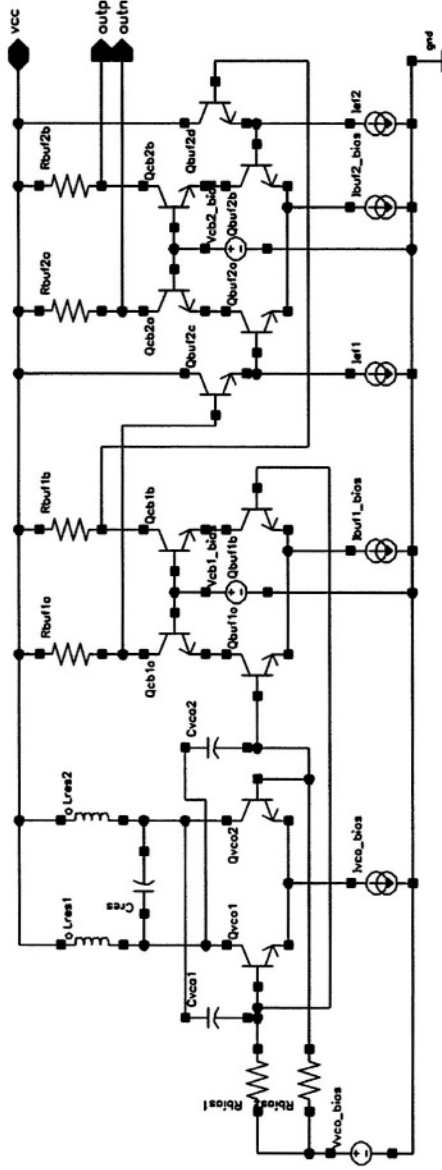 vcc
outp
outn
Rbuf2b
Rbuf2a
Qcb2b
Qcb2a
Vcb2_bias
Qbuf2d
Qbuf2b
Qbuf2a
Qbuf2c
Ief2
Ibuf2_bias
Ief1
gnd
Rbuf1b
Rbuf1a
Qcb1b
Qcb1a
Vcb1_bias
Qbuf1b
Qbuf1a
Ibuf1_bias
Lres2
Lres1
Cres
Cvco2
Cvco1
Qvco2
Qvco1
Ivco_bias
Rbias1
Vvco_bias